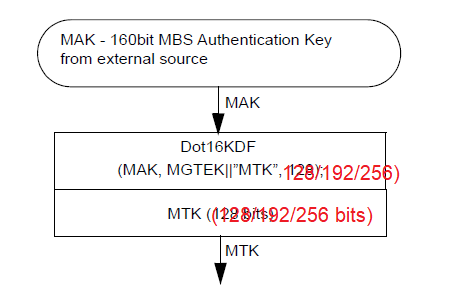 MAK - 160bit MBS Authentication Key
from external source
MAK
Dot16KDF
(MAK, MGTEK||”MTK”, 128); 128/192/256)
MTK (128 bits) (128/192/256 bits)
MTK